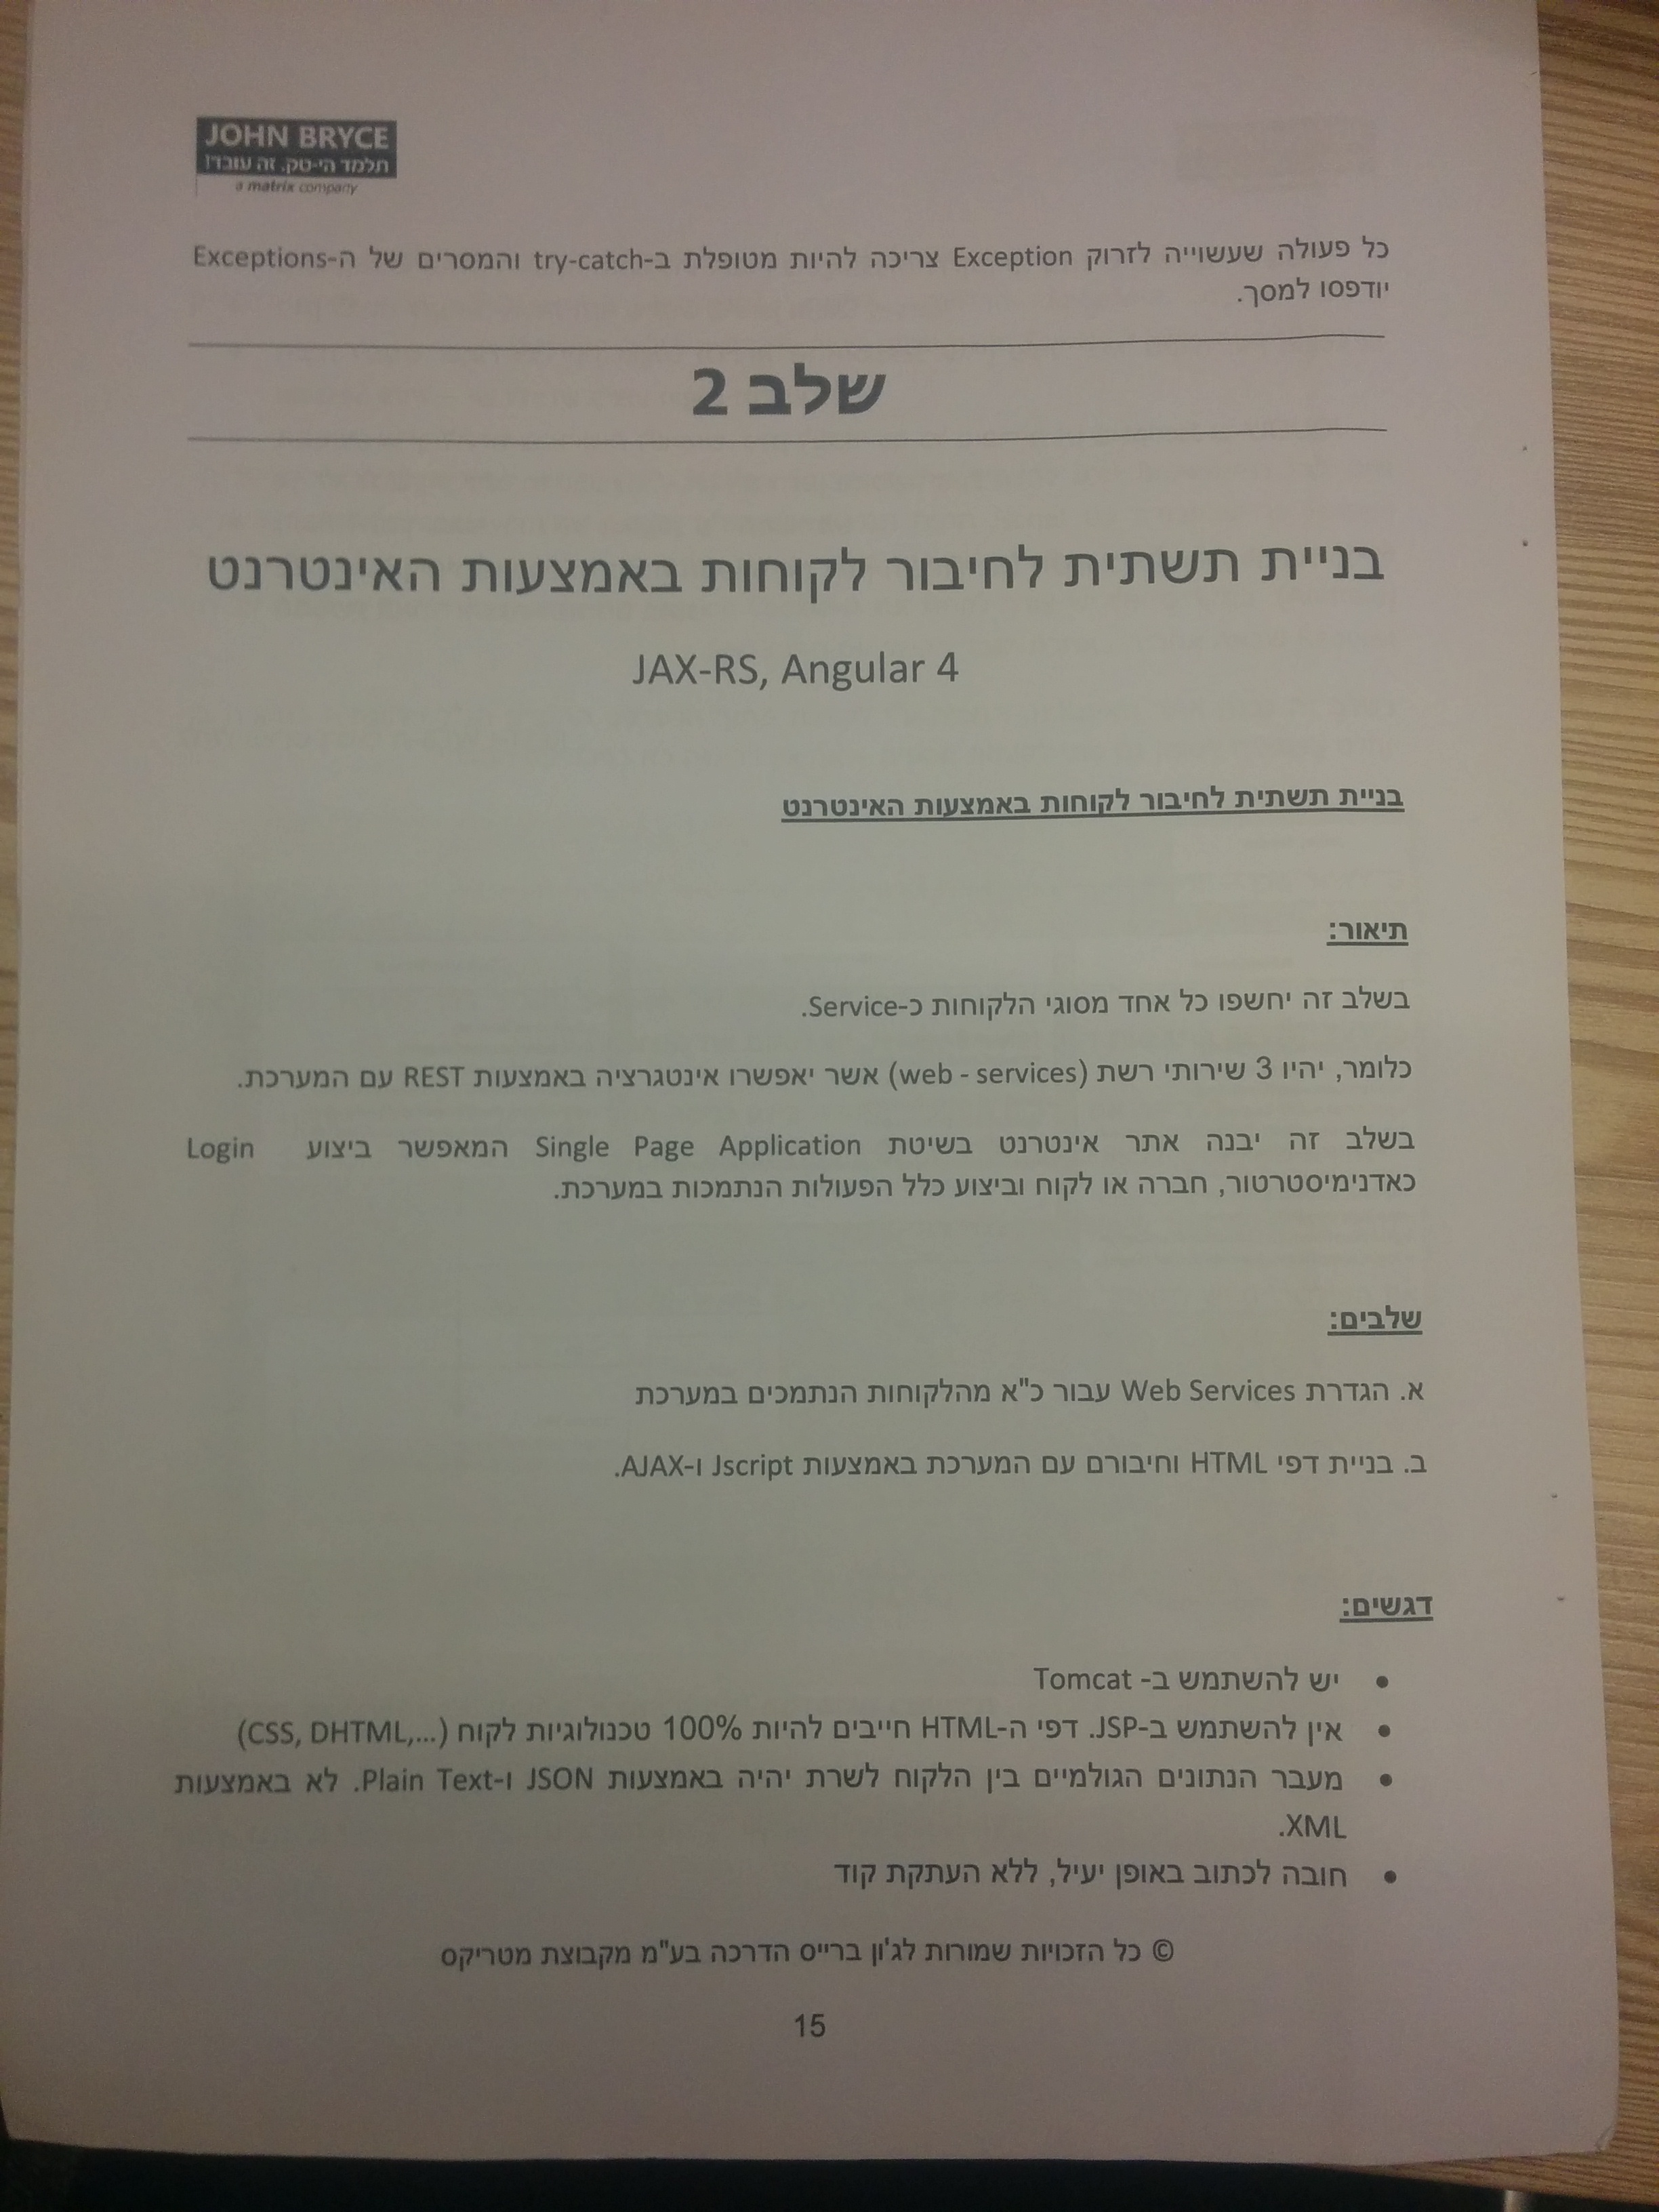 JOHN BRYCE
תלמד הי-טק. זה עובד!
a matrix company
כל פעולה שעשוייה לזרוק Exception צריכה להיות מטופלת ב-try-catch והמסרים של ה-Exceptions
יודפסו למסך.
שלב 2
בניית תשתית לחיבור לקוחות באמצעות האינטרנט
JAX-RS, Angular 4
בניית תשתית לחיבור לקוחות באמצעות האינטרנט
תיאור:
בשלב זה יחשפו כל אחד מסוגי הלקוחות כ-Service.
כלומר, יהיו 3 שירותי רשת (web - services) אשר יאפשרו אינטגרציה באמצעות REST עם המערכת.
בשלב זה יבנה אתר אינטרנט בשיטת Single Page Application המאפשר ביצוע Login
כאדנימיסטרטור, חברה או לקוח וביצוע כלל הפעולות הנתמכות במערכת.
שלבים:
א. הגדרת Web Services עבור כ"א מהלקוחות הנתמכים במערכת
ב. בניית דפי HTML וחיבורם עם המערכת באמצעות Jscript ו-AJAX.
דגשים:
• יש להשתמש ב- Tomcat
• אין להשתמש ב-JSP. דפי ה-HTML חייבים להיות 100% טכנולוגיות לקוח (CSS, DHTML,...)
• מעבר הנתונים הגולמיים בין הלקוח לשרת יהיה באמצעות JSON ו-Plain Text. לא באמצעות
XML.
• חובה לכתוב באופן יעיל, ללא העתקת קוד
© כל הזכויות שמורות לג'ון ברייס הדרכה בע"מ מקבוצת מטריקס
15